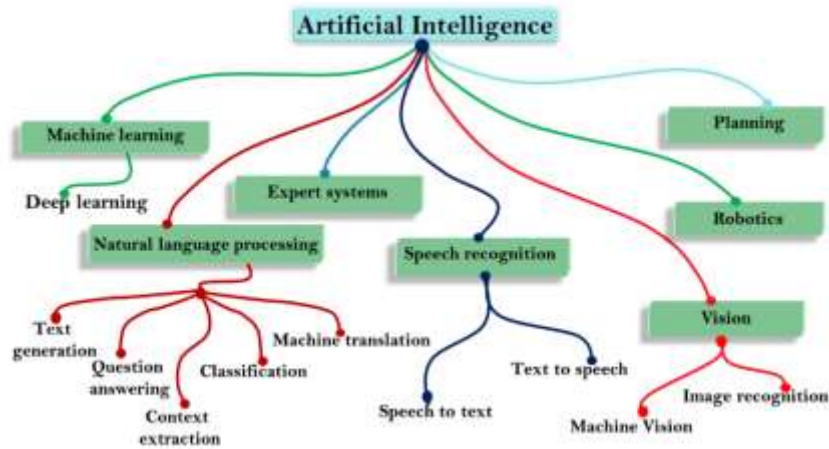 Artificial Intelligence
Machine learning
Planning
Deep learning
Expert systems
Robotics
Natural language processing
Speech recognition
Vision
Text
generation
Question
answering
Context
extraction
Classification
Machine translation
Speech to text
Text to speech
Machine Vision
Image recognition